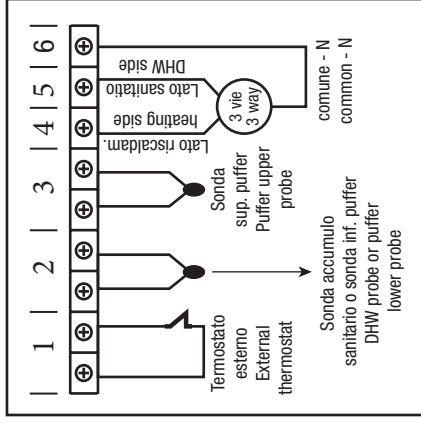 1
2
3
4
5
6
Termostato
esterno
External
thermostat
Sonda accumulo
sanitario o sonda inf. puffer
DHW probe or puffer
lower probe
Sonda
sup. puffer
Puffer upper
probe
Lato riscaldam.
heating side
Lato sanitatio
DHW side
3 vie
3 way
comune - N
common - N